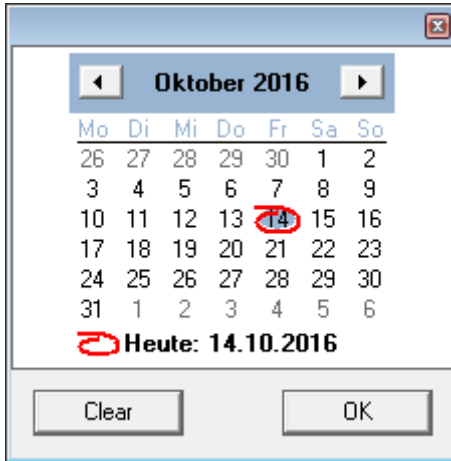 Oktober 2016
Mo Di Mi Do Fr Sa So
26 27 28 29 30 1 2
3 4 5 6 7 8 9
10 11 12 13 14 15 16
17 18 19 20 21 22 23
24 25 26 27 28 29 30
31 1 2 3 4 5 6
Heute: 14.10.2016
Clear OK